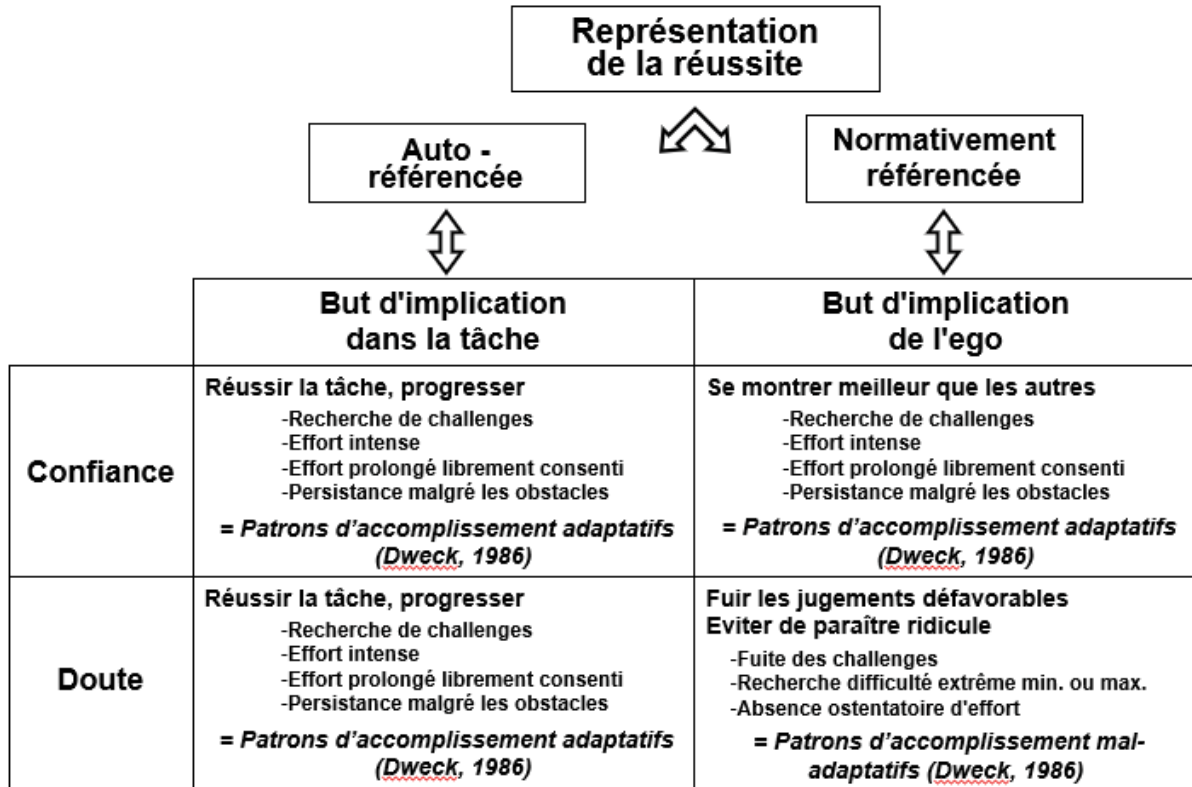 Représentation
de la réussite
Auto -
référencée
Normativement
référencée
But d'implication
dans la tâche
But d'implication
de l'ego
Confiance
Réussir la tâche, progresser
-Recherche de challenges
-Effort intense
-Effort prolongé librement consenti
-Persistance malgré les obstacles
= Patrons d’accomplissement adaptatifs
(Dweck, 1986)
Se montrer meilleur que les autres
-Recherche de challenges
-Effort intense
-Effort prolongé librement consenti
-Persistance malgré les obstacles
= Patrons d’accomplissement adaptatifs
(Dweck, 1986)
Doute
Réussir la tâche, progresser
-Recherche de challenges
-Effort intense
-Effort prolongé librement consenti
-Persistance malgré les obstacles
= Patrons d’accomplissement adaptatifs
(Dweck, 1986)
Fuir les jugements défavorables
Eviter de paraître ridicule
-Fuite des challenges
-Recherche difficulté extrême min. ou max.
-Absence ostentatoire d'effort
= Patrons d’accomplissement mal-
adaptatifs (Dweck, 1986)